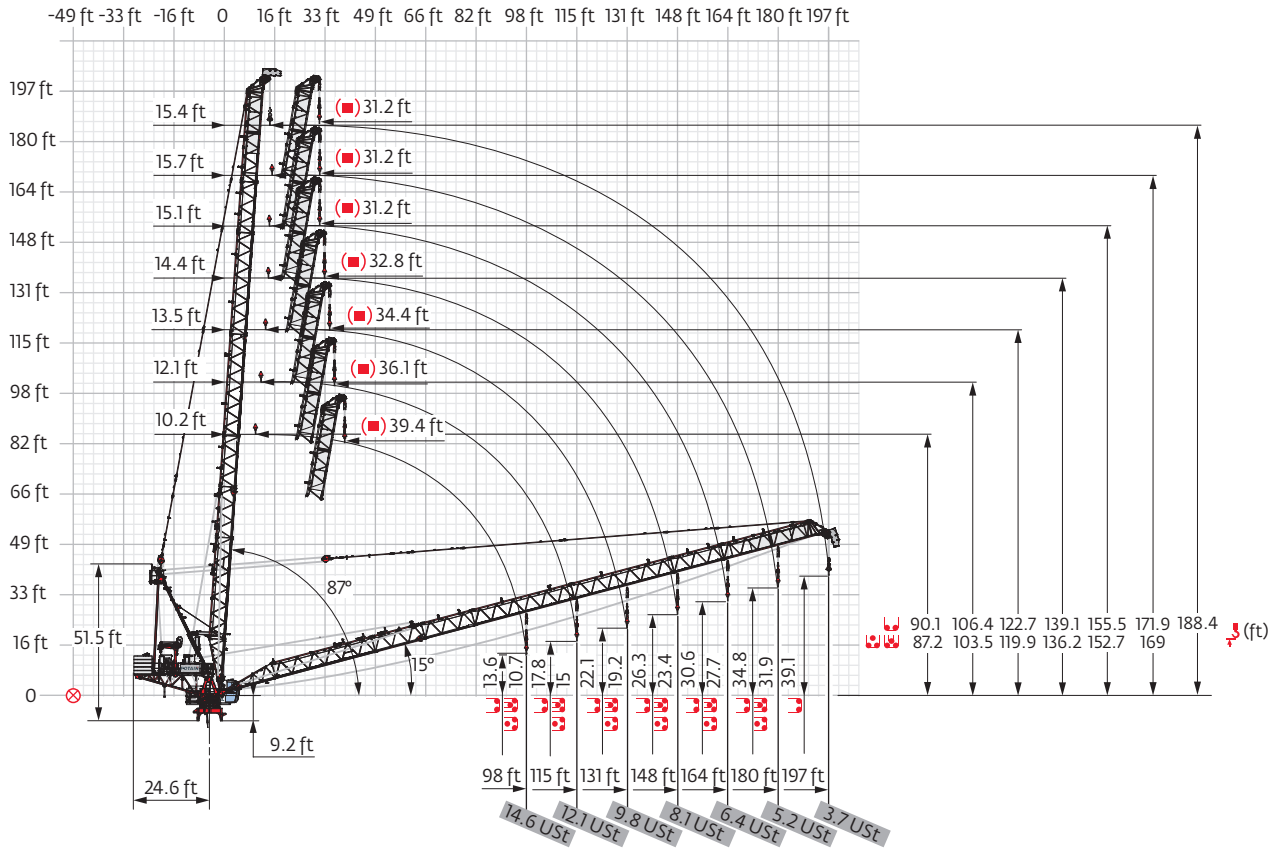 -49 ft -33 ft -16 ft 0 16 ft 33 ft 49 ft 66 ft 82 ft 98 ft 115 ft 131 ft 148 ft 164 ft 180 ft 197 ft
197 ft
15.4 ft (■) 31.2 ft
180 ft
15.7 ft (■) 31.2 ft
164 ft
15.1 ft (■) 31.2 ft
148 ft
14.4 ft (■) 32.8 ft
131 ft
13.5 ft (■) 34.4 ft
115 ft
12.1 ft (■) 36.1 ft
98 ft
10.2 ft (■) 39.4 ft
82 ft
66 ft
49 ft
87°
33 ft
51.5 ft
90.1 106.4 122.7 139.1 155.5 171.9 188.4
(ft)
87.2 103.5 119.9 136.2 152.7 169
16 ft
POTAIN
15°
13.6 10.7 17.8 15 22.1 19.2 26.3 23.4 30.6 27.7 34.8 31.9 39.1
0
9.2 ft
24.6 ft
98 ft 115 ft 131 ft 148 ft 164 ft 180 ft 197 ft
14.6 USt 12.1 USt 9.8 USt 8.1 USt 6.4 USt 5.2 USt 3.7 USt